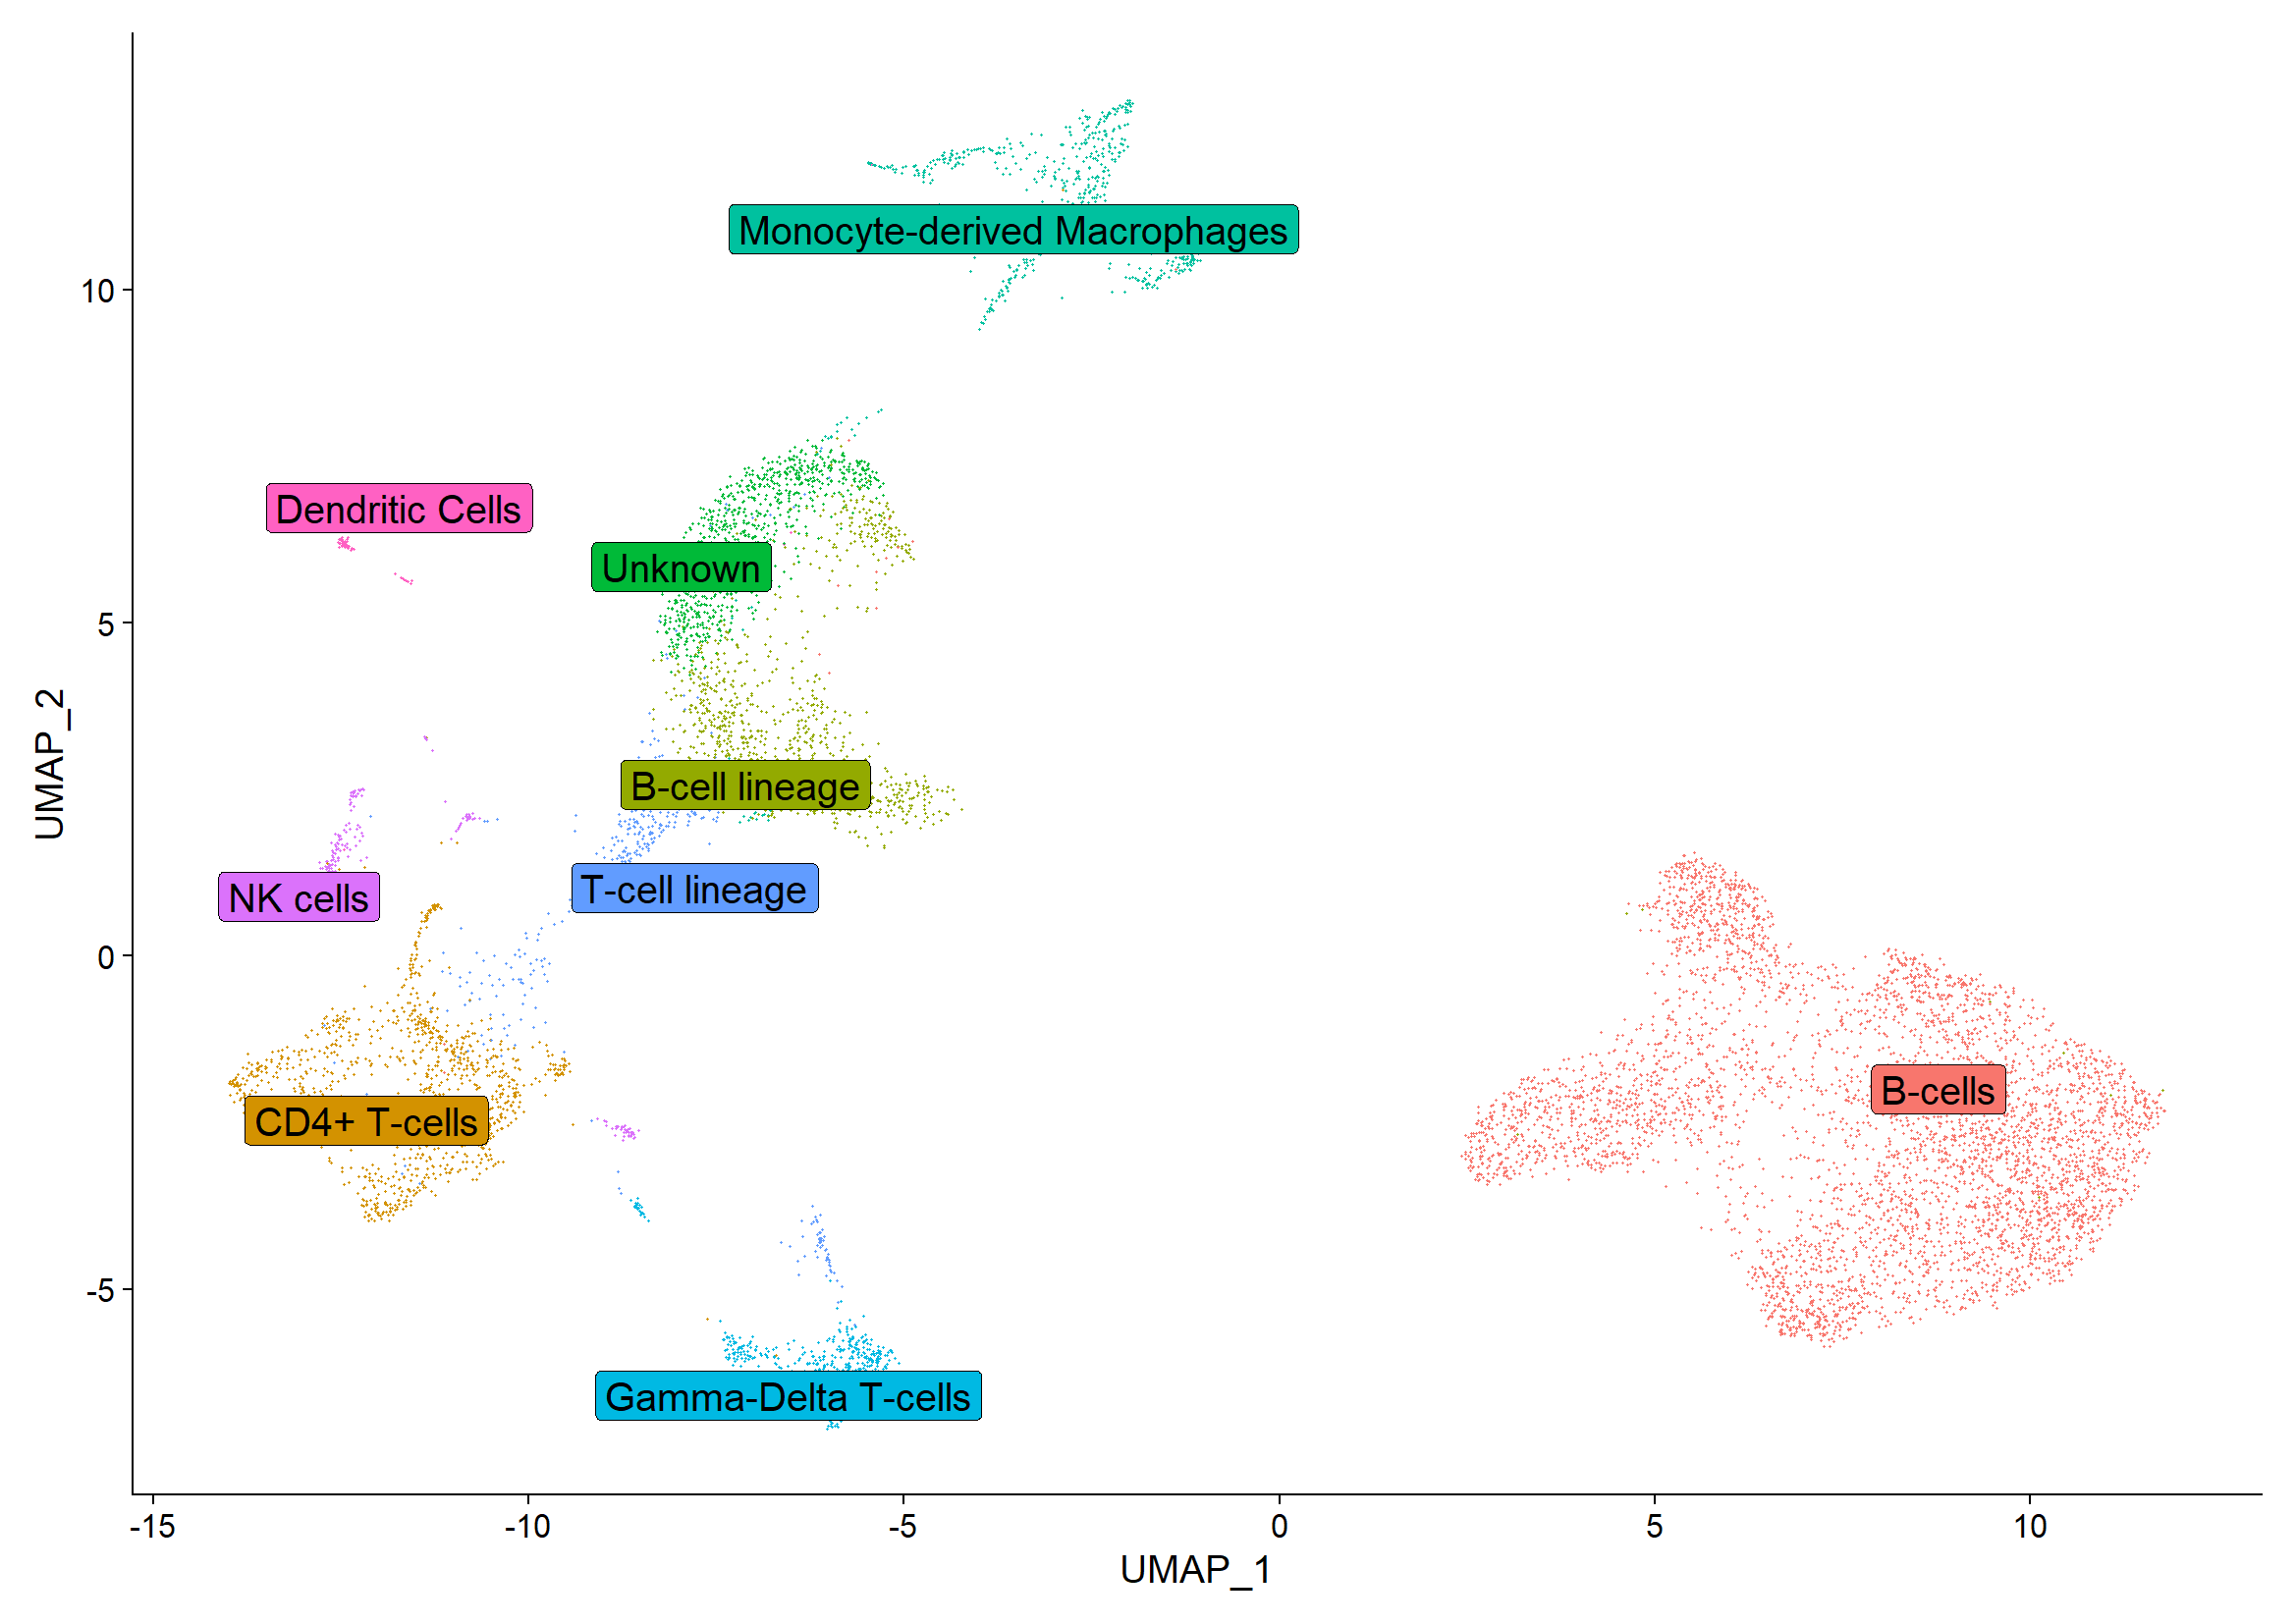 Monocyte-derived Macrophages
10
Dendritic Cells
Unknown
5
UMAP_2
B-cell lineage
T-cell lineage
NK cells
0
B-cells
CD4+ T-cells
-5
Gamma-Delta T-cells
-15 -10 -5 0 5 10
UMAP_1